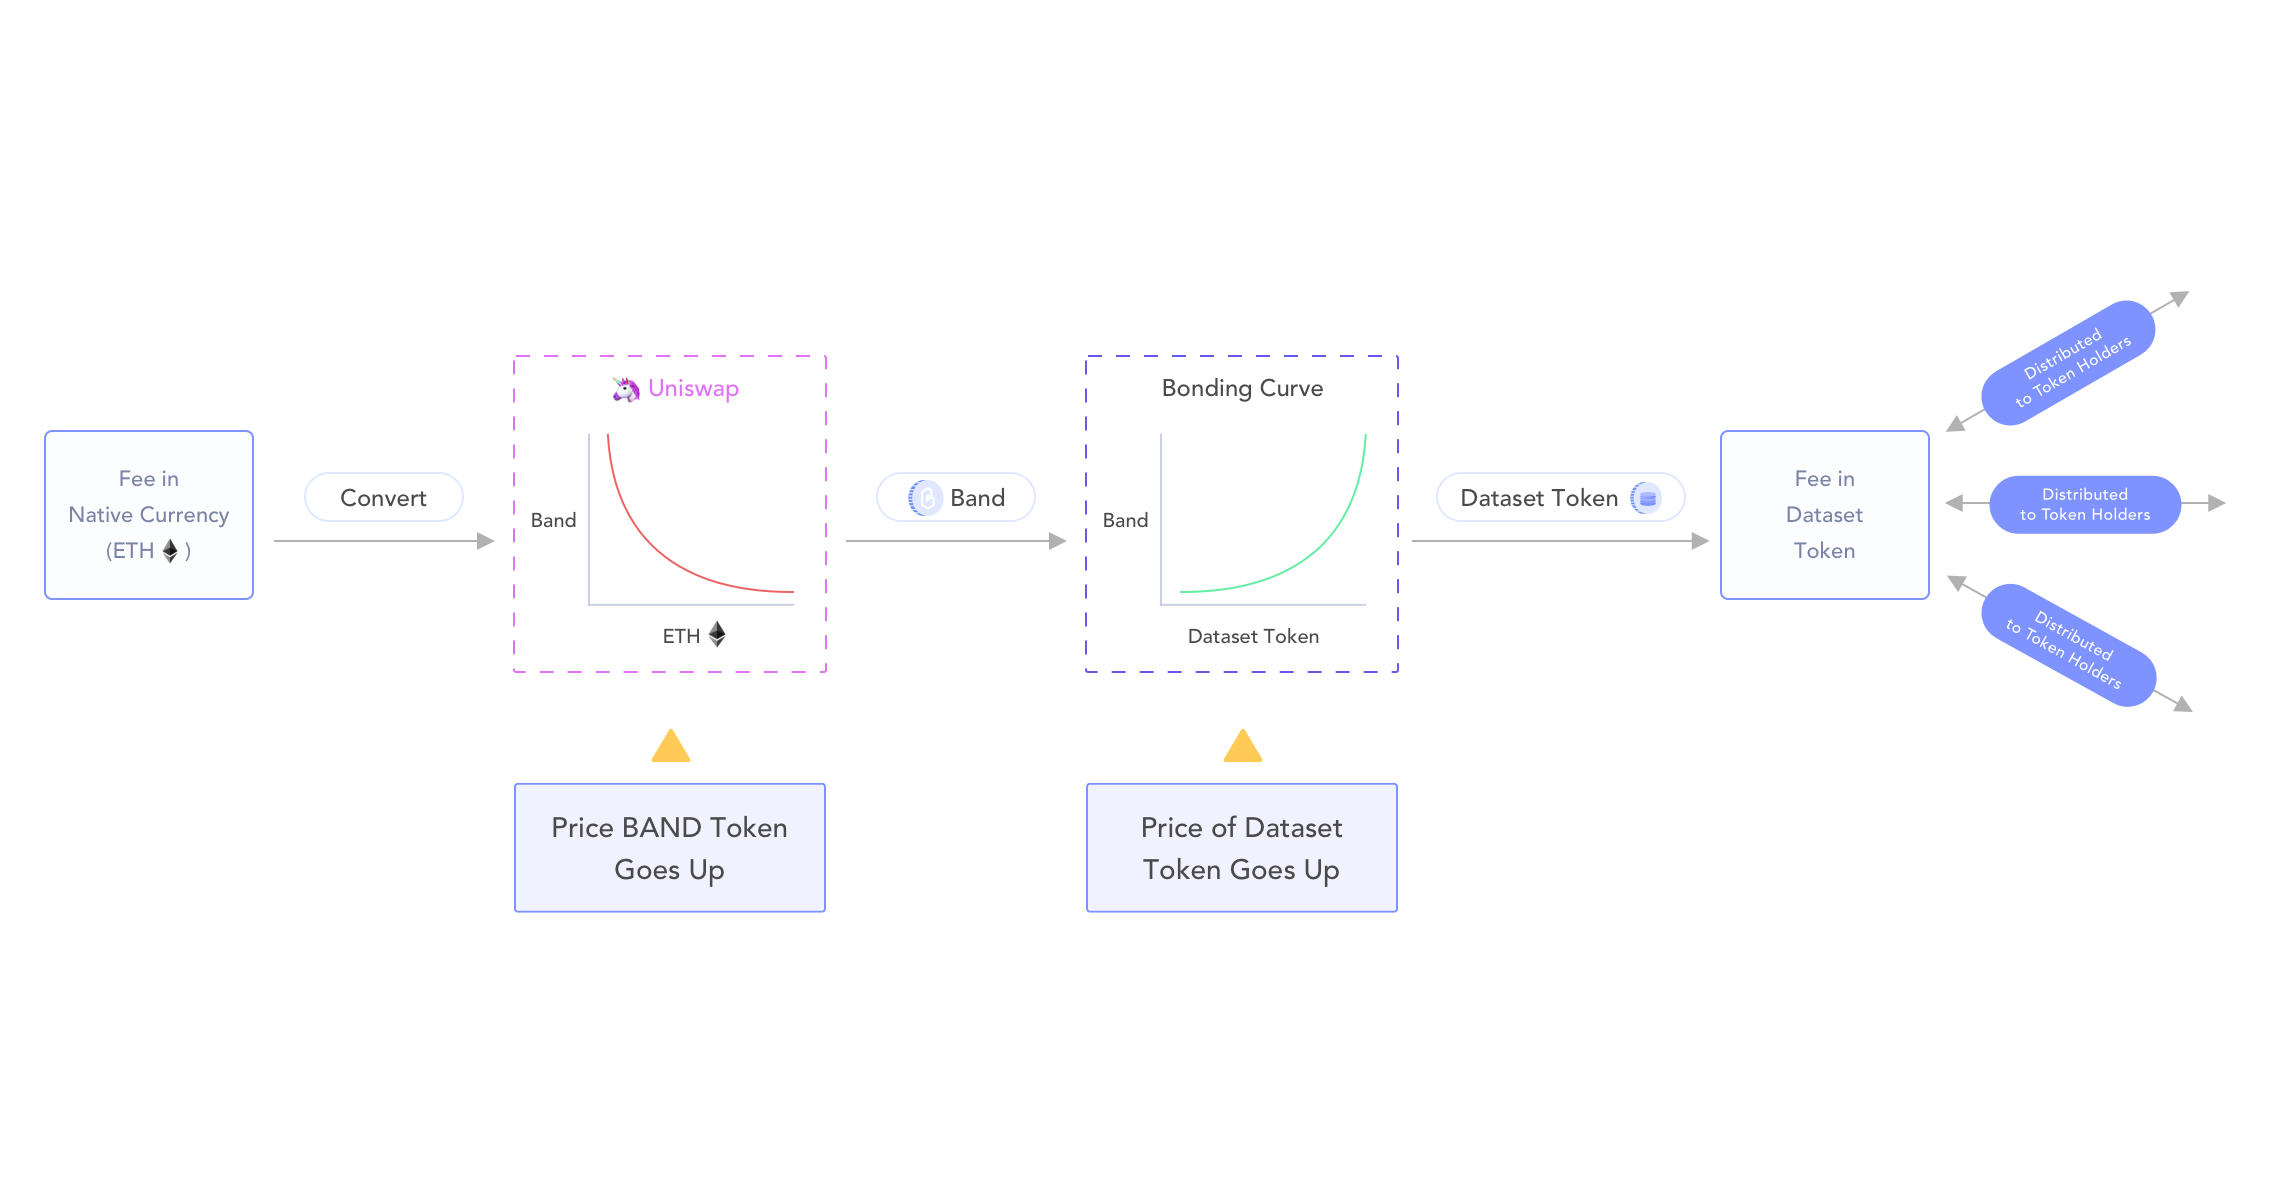 Fee in
Native Currency
(ETH )
Convert
Uniswap
Band
ETH
Price BAND Token
Goes Up
Band
Bonding Curve
Band
Dataset Token
Price of Dataset
Token Goes Up
Dataset Token
Fee in
Dataset
Token
Distributed
to Token Holders
Distributed
to Token Holders
Distributed
to Token Holders